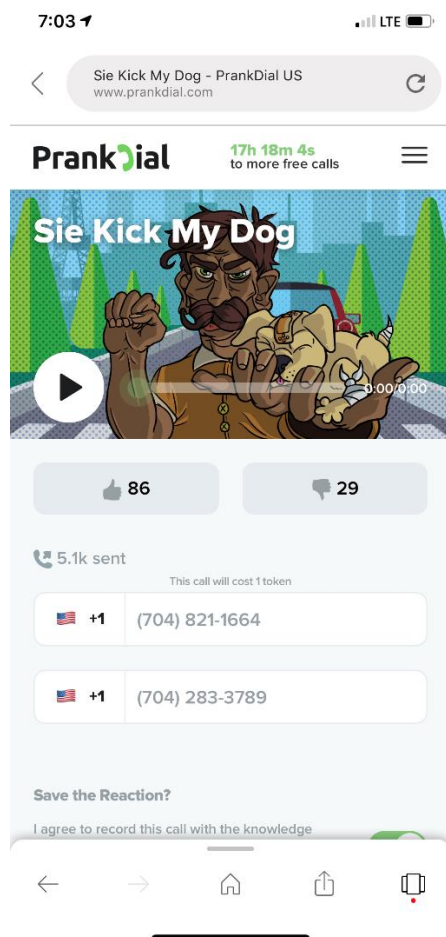 7:03
LTE
Sie Kick My Dog - PrankDial US
www.prankdial.com
PrankDial
17h 18m 4s
to more free calls
Sie Kick My Dog
0:00/0:00
86
29
5.1k sent
This call will cost 1 token
+1 (704) 821-1664
+1 (704) 283-3789
Save the Reaction?
I agree to record this call with the knowledge